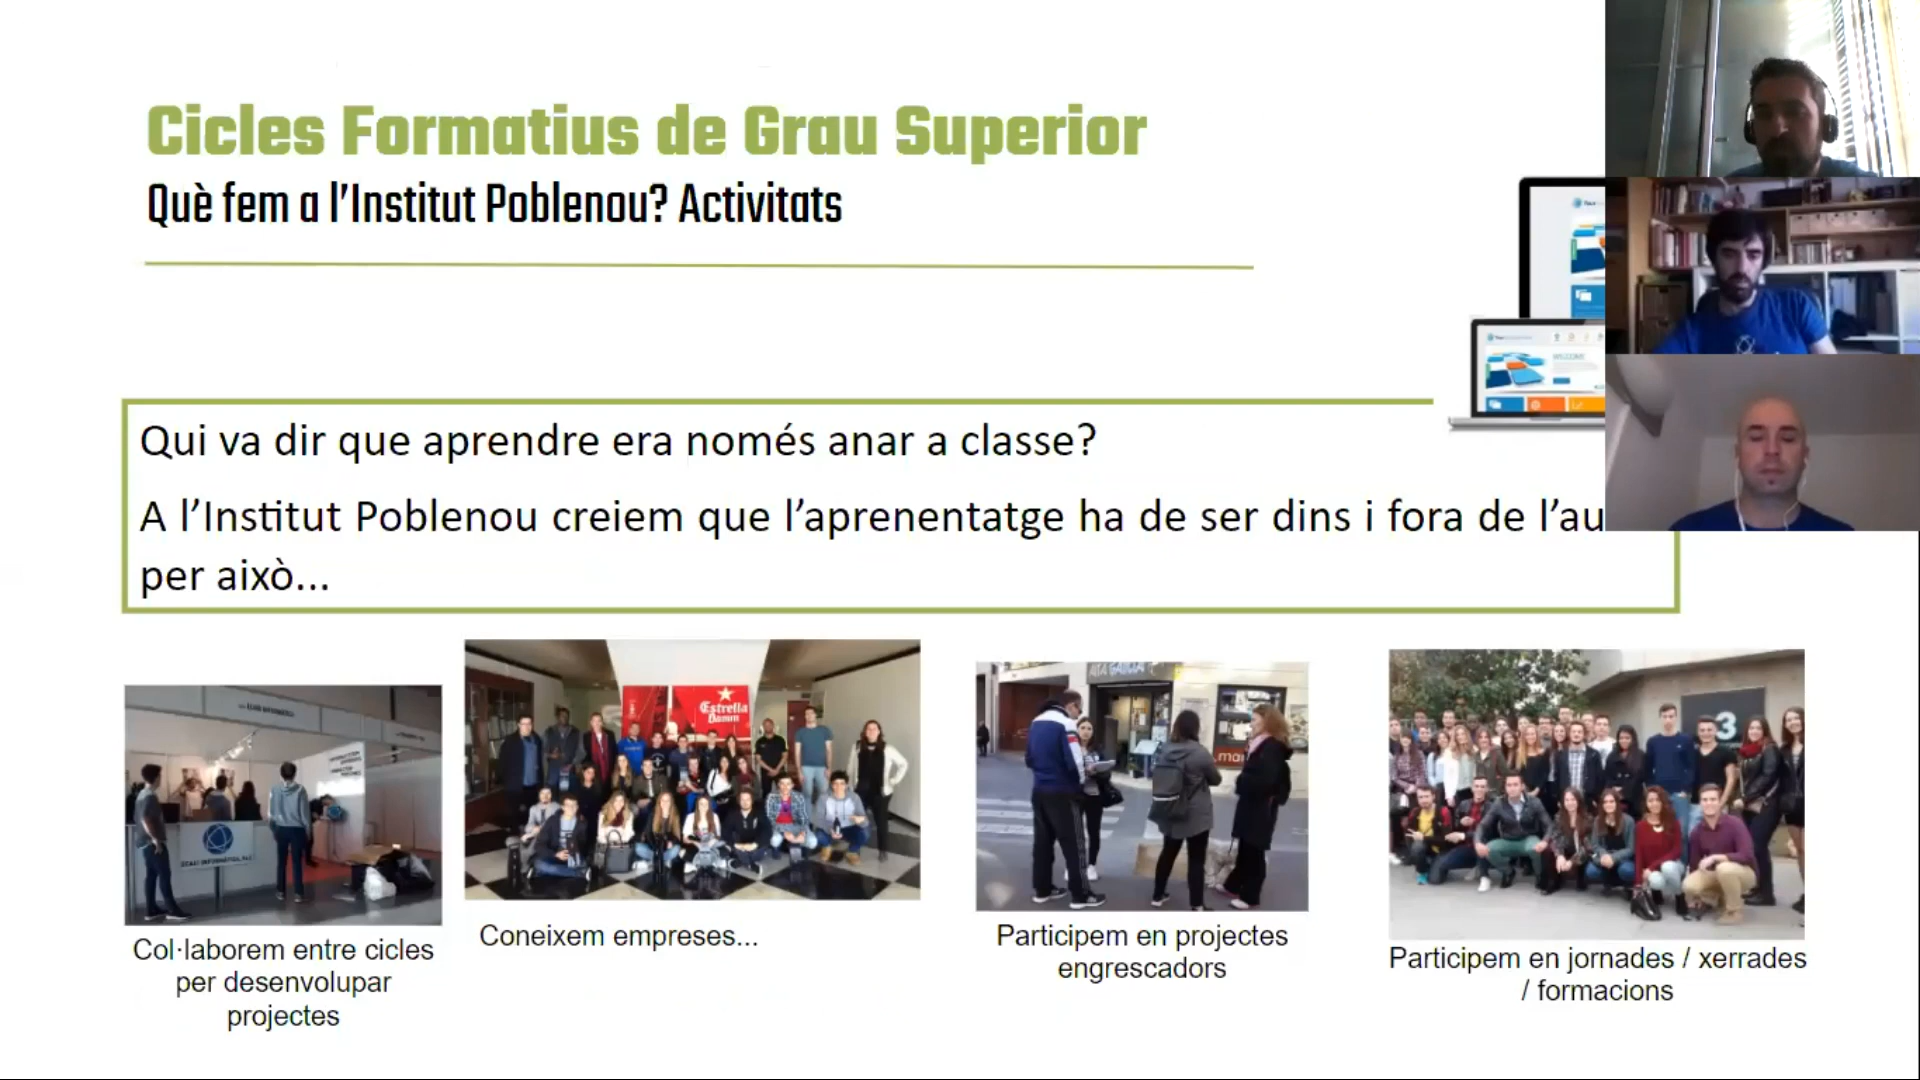 Cicles Formatius de Grau Superior
Què fem a l’Institut Poblenou? Activitats
WELCOME
Qui va dir que aprendre era només anar a classe?
A l’Institut Poblenou creiem que l’aprenentatge ha de ser dins i fora de l’au
per això...
Estrella
Damm
3
Col·laborem entre cicles
per desenvolupar
projectes
Coneixem empreses...
Participem en projectes
engrescadors
Participem en jornades / xerrades
/ formacions